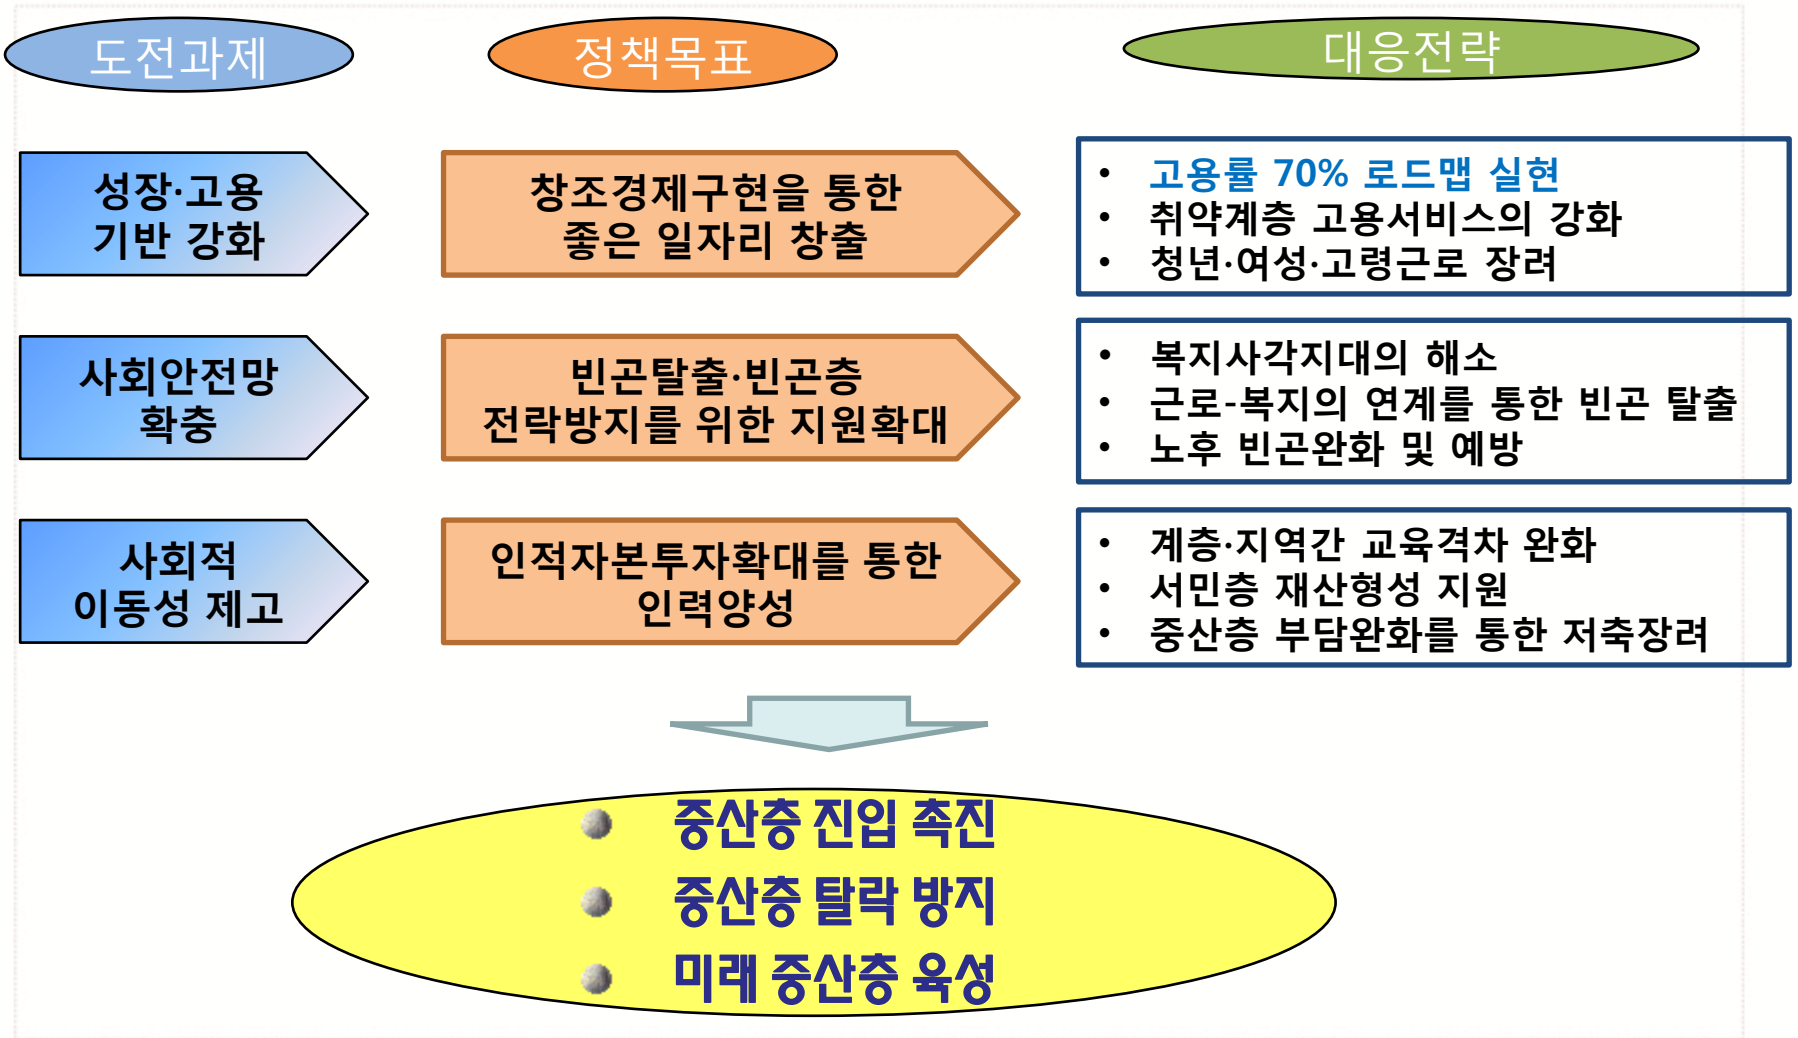 도전과제
정책목표
대응전략
성장·고용
기반 강화
창조경제구현을 통한
좋은 일자리 창출
• 고용률 70% 로드맵 실현
• 취약계층 고용서비스의 강화
• 청년·여성·고령근로 장려
사회안전망
확충
빈곤탈출·빈곤층
전락방지를 위한 지원확대
• 복지사각지대의 해소
• 근로-복지의 연계를 통한 빈곤 탈출
• 노후 빈곤완화 및 예방
사회적
이동성 제고
인적자본투자확대를 통한
인력양성
• 계층·지역간 교육격차 완화
• 서민층 재산형성 지원
• 중산층 부담완화를 통한 저축장려
중산층 진입 촉진
중산층 탈락 방지
미래 중산층 육성